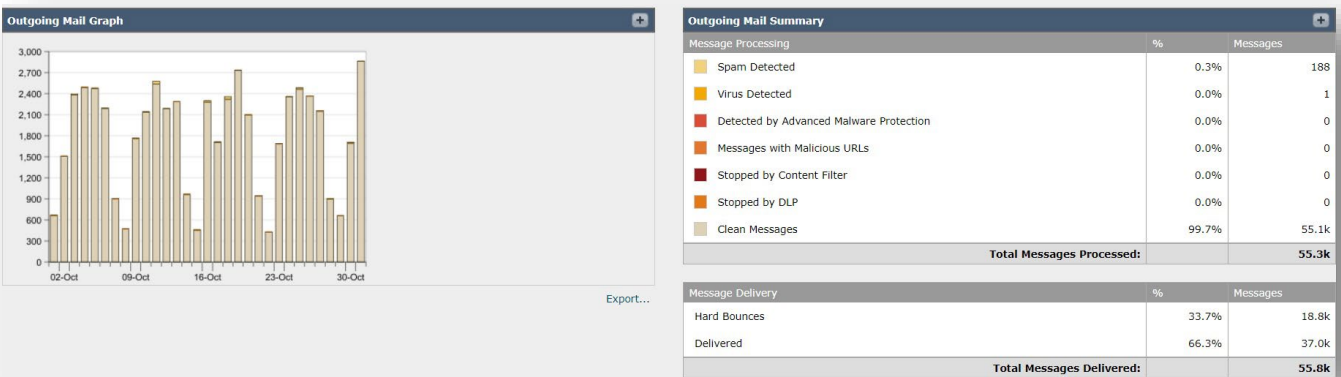 Outgoing Mail Graph
3,000
2,700
2,400
2,100
1,800
1,500
1,200
900
600
300
0
02-Oct 09-Oct 16-Oct 23-Oct 30-Oct
Export...
Outgoing Mail Summary
Message Processing % Messages
Spam Detected 0.3% 188
Virus Detected 0.0% 1
Detected by Advanced Malware Protection 0.0% 0
Messages with Malicious URLs 0.0% 0
Stopped by Content Filter 0.0% 0
Stopped by DLP 0.0% 0
Clean Messages 99.7% 55.1k
Total Messages Processed: 55.3k
Message Delivery % Messages
Hard Bounces 33.7% 18.8k
Delivered 66.3% 37.0k
Total Messages Delivered: 55.8k